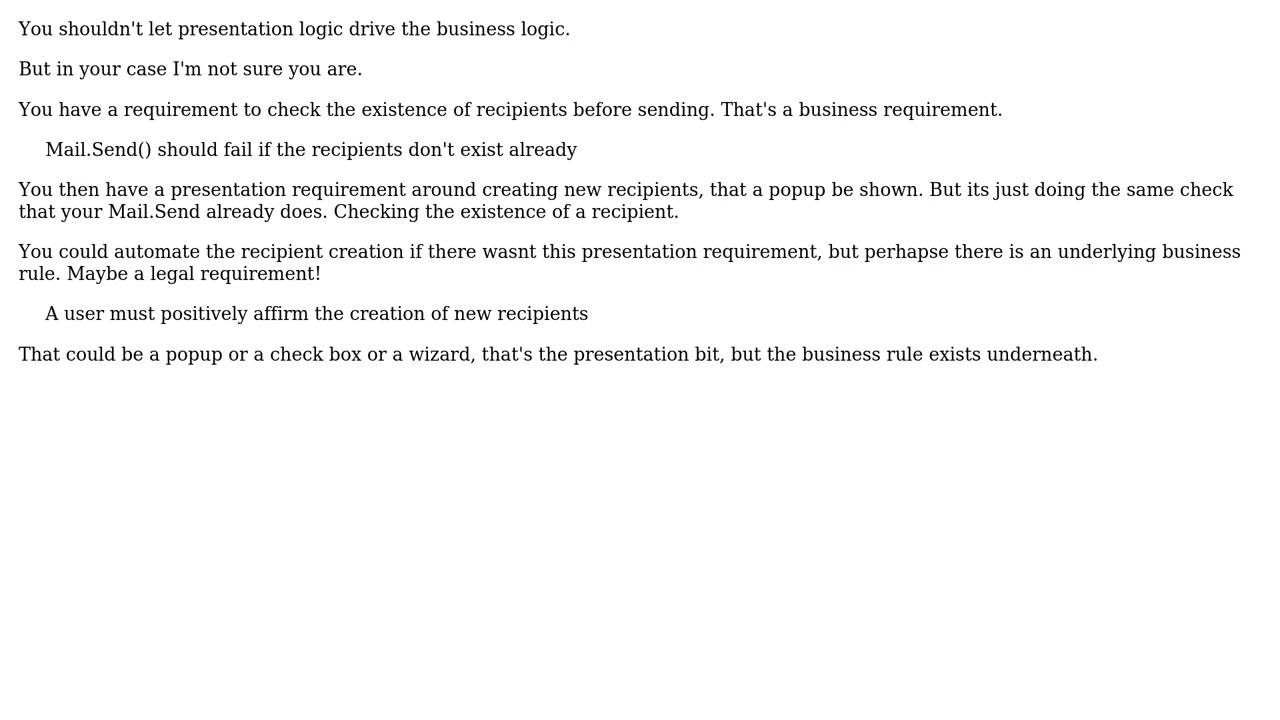 You shouldn't let presentation logic drive the business logic.
But in your case I'm not sure you are.
You have a requirement to check the existence of recipients before sending. That's a business requirement.
Mail.Send() should fail if the recipients don't exist already
You then have a presentation requirement around creating new recipients, that a popup be shown. But its just doing the same check
that your Mail.Send already does. Checking the existence of a recipient.
You could automate the recipient creation if there wasnt this presentation requirement, but perhapse there is an underlying business
rule. Maybe a legal requirement!
A user must positively affirm the creation of new recipients
That could be a popup or a check box or a wizard, that's the presentation bit, but the business rule exists underneath.